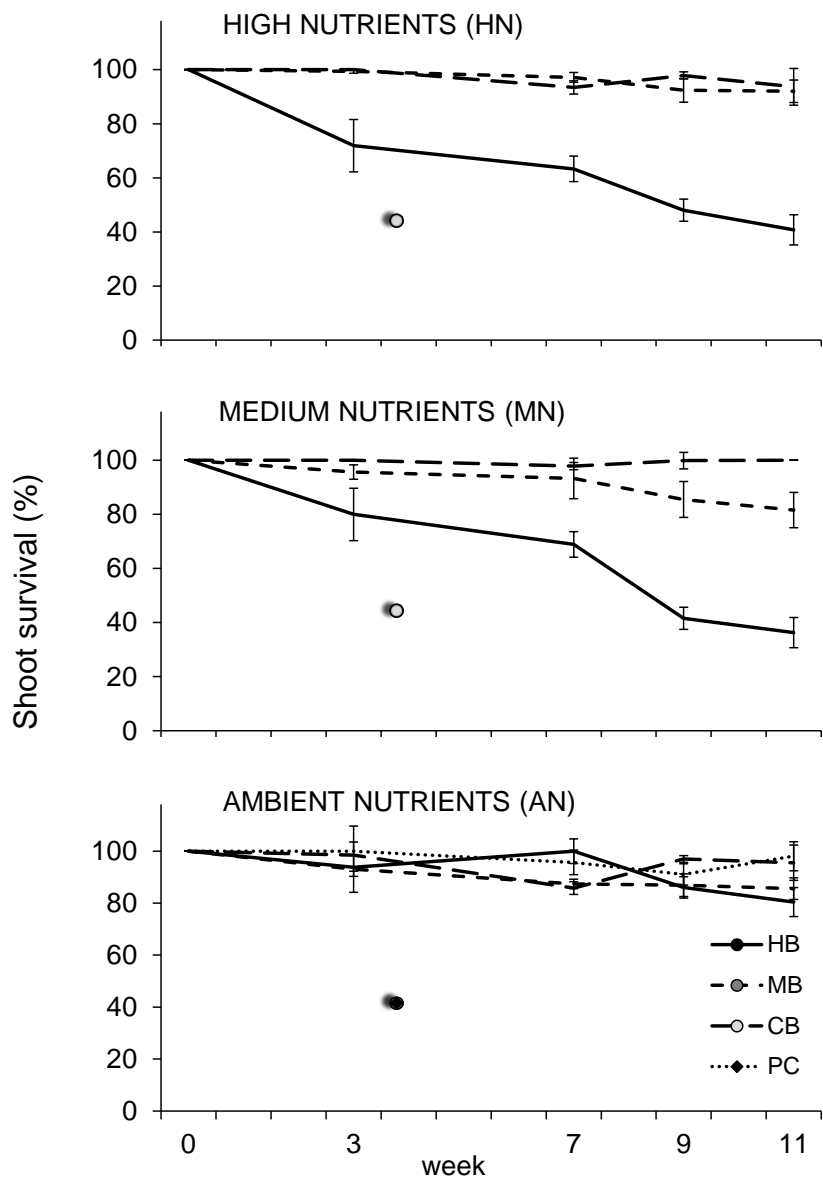 HIGH NUTRIENTS (HN)
100
80
60
40
20
0
MEDIUM NUTRIENTS (MN)
100
80
60
40
20
0
Shoot survival (%)
AMBIENT NUTRIENTS (AN)
100
80
60
40
20
0
HB
MB
CB
PC
0 3 7 9 11
week